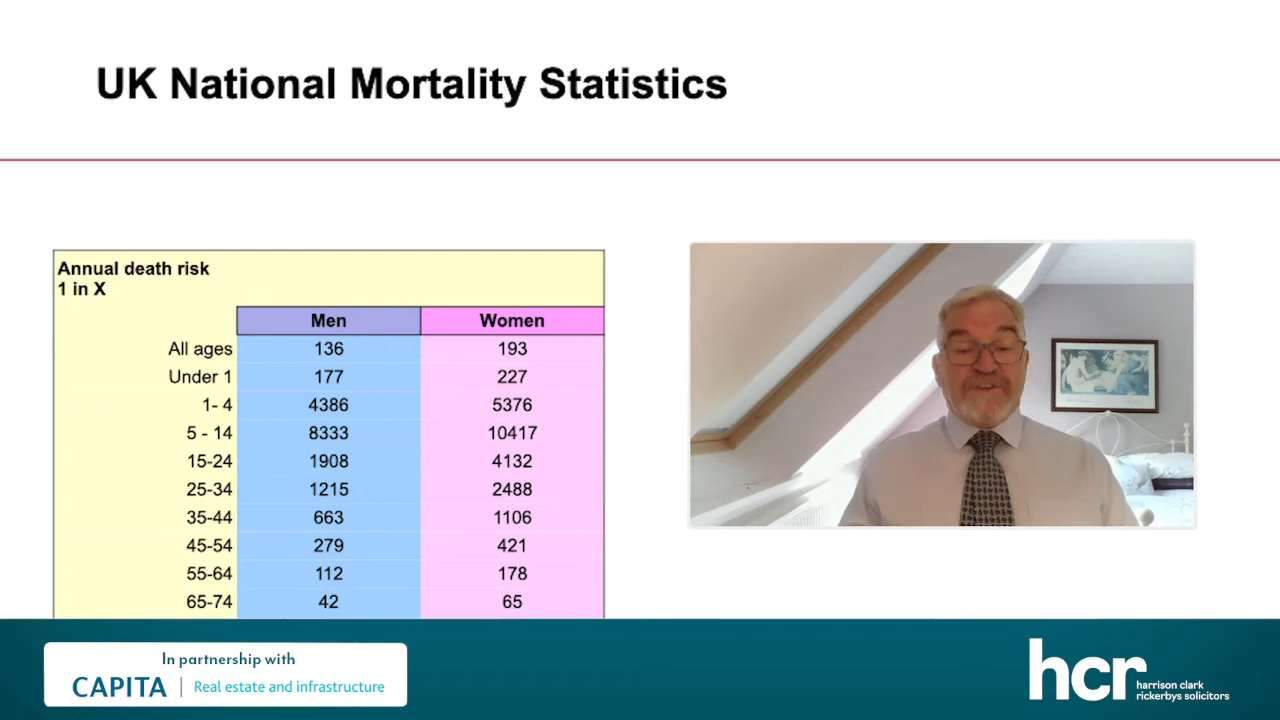 UK National Mortality Statistics
Annual death risk
1 in X
Men Women
All ages 136 193
Under 1 177 227
1- 4 4386 5376
5 - 14 8333 10417
15-24 1908 4132
25-34 1215 2488
35-44 663 1106
45-54 279 421
55-64 112 178
65-74 42 65
In partnership with
CAPITA | Real estate and infrastructure
hcr harrison clark
rickerbys solicitors